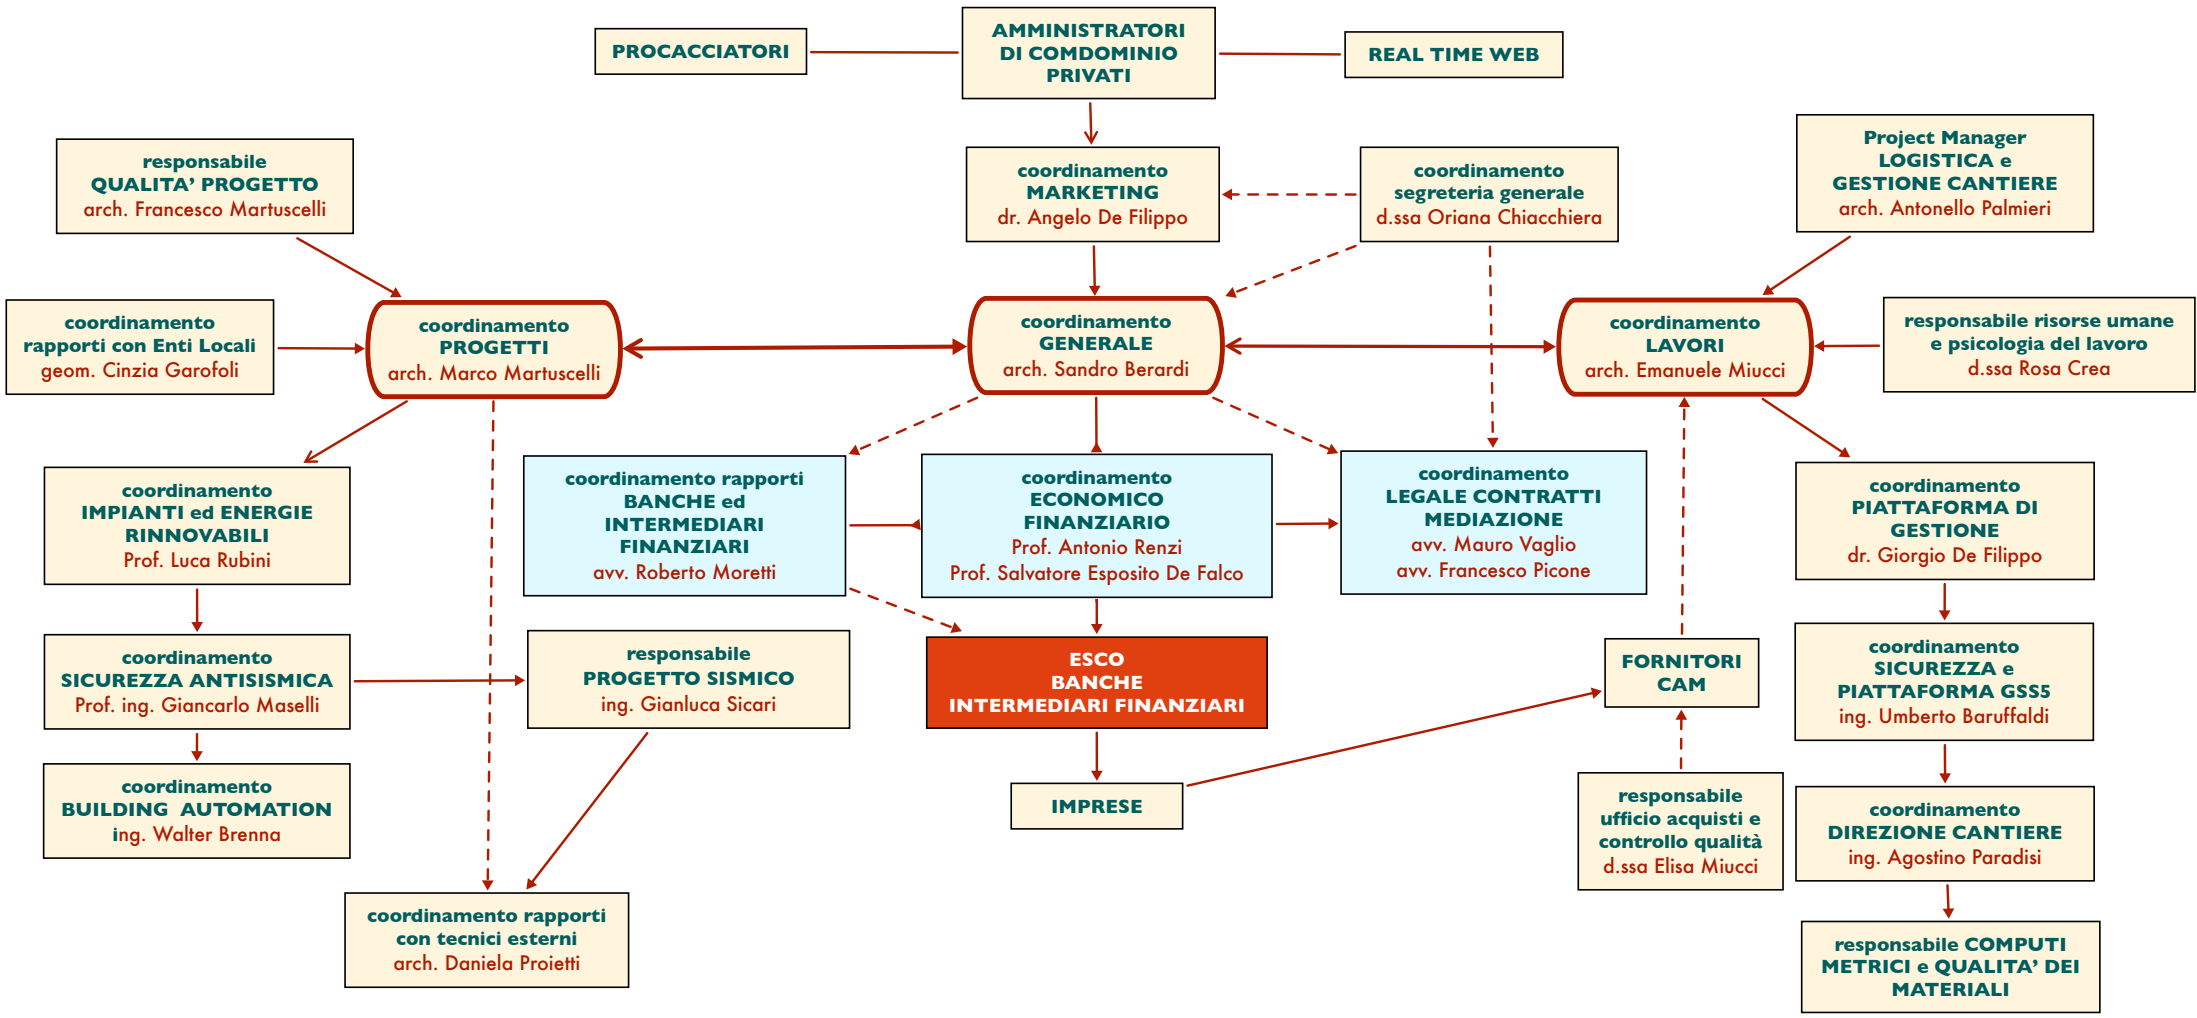 PROCACCIATORI
AMMINISTRATORI
DI COMDOMINIO
PRIVATI
REAL TIME WEB
responsabile
QUALITA’ PROGETTO
arch. Francesco Martuscelli
coordinamento
MARKETING
dr. Angelo De Filippo
coordinamento
segreteria generale
d.ssa Oriana Chiacchiera
Project Manager
LOGISTICA e
GESTIONE CANTIERE
arch. Antonello Palmieri
coordinamento
rapporti con Enti Locali
geom. Cinzia Garofoli
coordinamento
PROGETTI
arch. Marco Martuscelli
coordinamento
GENERALE
arch. Sandro Berardi
coordinamento
LAVORI
arch. Emanuele Miucci
responsabile risorse umane
e psicologia del lavoro
d.ssa Rosa Crea
coordinamento
IMPIANTI ed ENERGIE
RINNOVABILI
Prof. Luca Rubini
coordinamento rapporti
BANCHE ed
INTERMEDIARI
FINANZIARI
avv. Roberto Moretti
coordinamento
ECONOMICO
FINANZIARIO
Prof. Antonio Renzi
Prof. Salvatore Esposito De Falco
coordinamento
LEGALE CONTRATTI
MEDIAZIONE
avv. Mauro Vaglio
avv. Francesco Picone
coordinamento
PIATTAFORMA DI
GESTIONE
dr. Giorgio De Filippo
coordinamento
SICUREZZA ANTISISMICA
Prof. ing. Giancarlo Maselli
responsabile
PROGETTO SISMICO
ing. Gianluca Sicari
ESCO
BANCHE
INTERMEDIARI FINANZIARI
FORNITORI
CAM
coordinamento
SICUREZZA e
PIATTAFORMA GSS5
ing. Umberto Baruffaldi
coordinamento
BUILDING  AUTOMATION
ing. Walter Brenna
IMPRESE
responsabile
ufficio acquisti e
controllo qualità
d.ssa Elisa Miucci
coordinamento
DIREZIONE CANTIERE
ing. Agostino Paradisi
coordinamento rapporti
con tecnici esterni
arch. Daniela Proietti
responsabile COMPUTI
METRICI e QUALITA’ DEI
MATERIALI